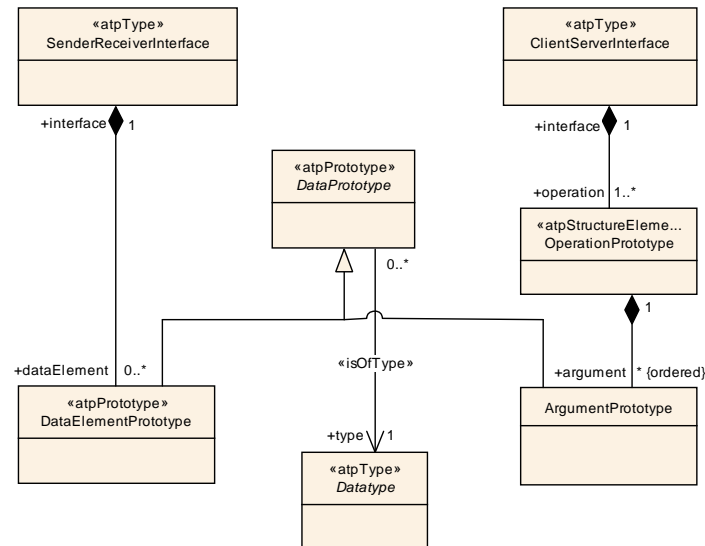 «atpType»
SenderReceiverInterface
«atpType»
ClientServerInterface
+interface 1
+interface 1
«atpPrototype»
DataPrototype
+operation 1..*
«atpStructureEleme...
OperationPrototype
0..*
1
«isOfType»
+dataElement 0..*
+argument * {ordered}
«atpPrototype»
DataElementPrototype
ArgumentPrototype
+type 1
«atpType»
Datatype